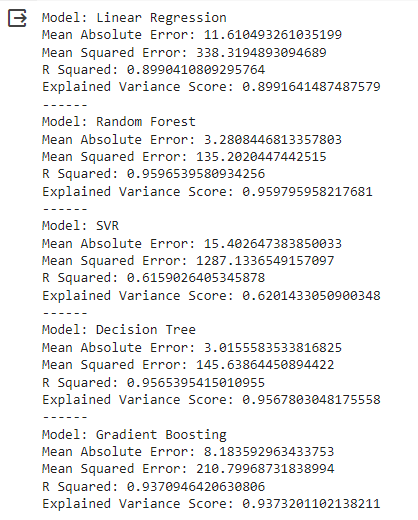 Model: Linear Regression
Mean Absolute Error: 11.610493261035199
Mean Squared Error: 338.3194893094689
R Squared: 0.8990410809295764
Explained Variance Score: 0.8991641487487579
------
Model: Random Forest
Mean Absolute Error: 3.2808446813357803
Mean Squared Error: 135.2020447442515
R Squared: 0.9596539580934256
Explained Variance Score: 0.959795958217681
------
Model: SVR
Mean Absolute Error: 15.402647383850033
Mean Squared Error: 1287.1336549157097
R Squared: 0.6159026405345878
Explained Variance Score: 0.6201433050900348
------
Model: Decision Tree
Mean Absolute Error: 3.0155583533816825
Mean Squared Error: 145.63864450894422
R Squared: 0.9565395415010955
Explained Variance Score: 0.9567803048175558
------
Model: Gradient Boosting
Mean Absolute Error: 8.183592963433753
Mean Squared Error: 210.79968731838994
R Squared: 0.9370946420630806
Explained Variance Score: 0.9373201102138211